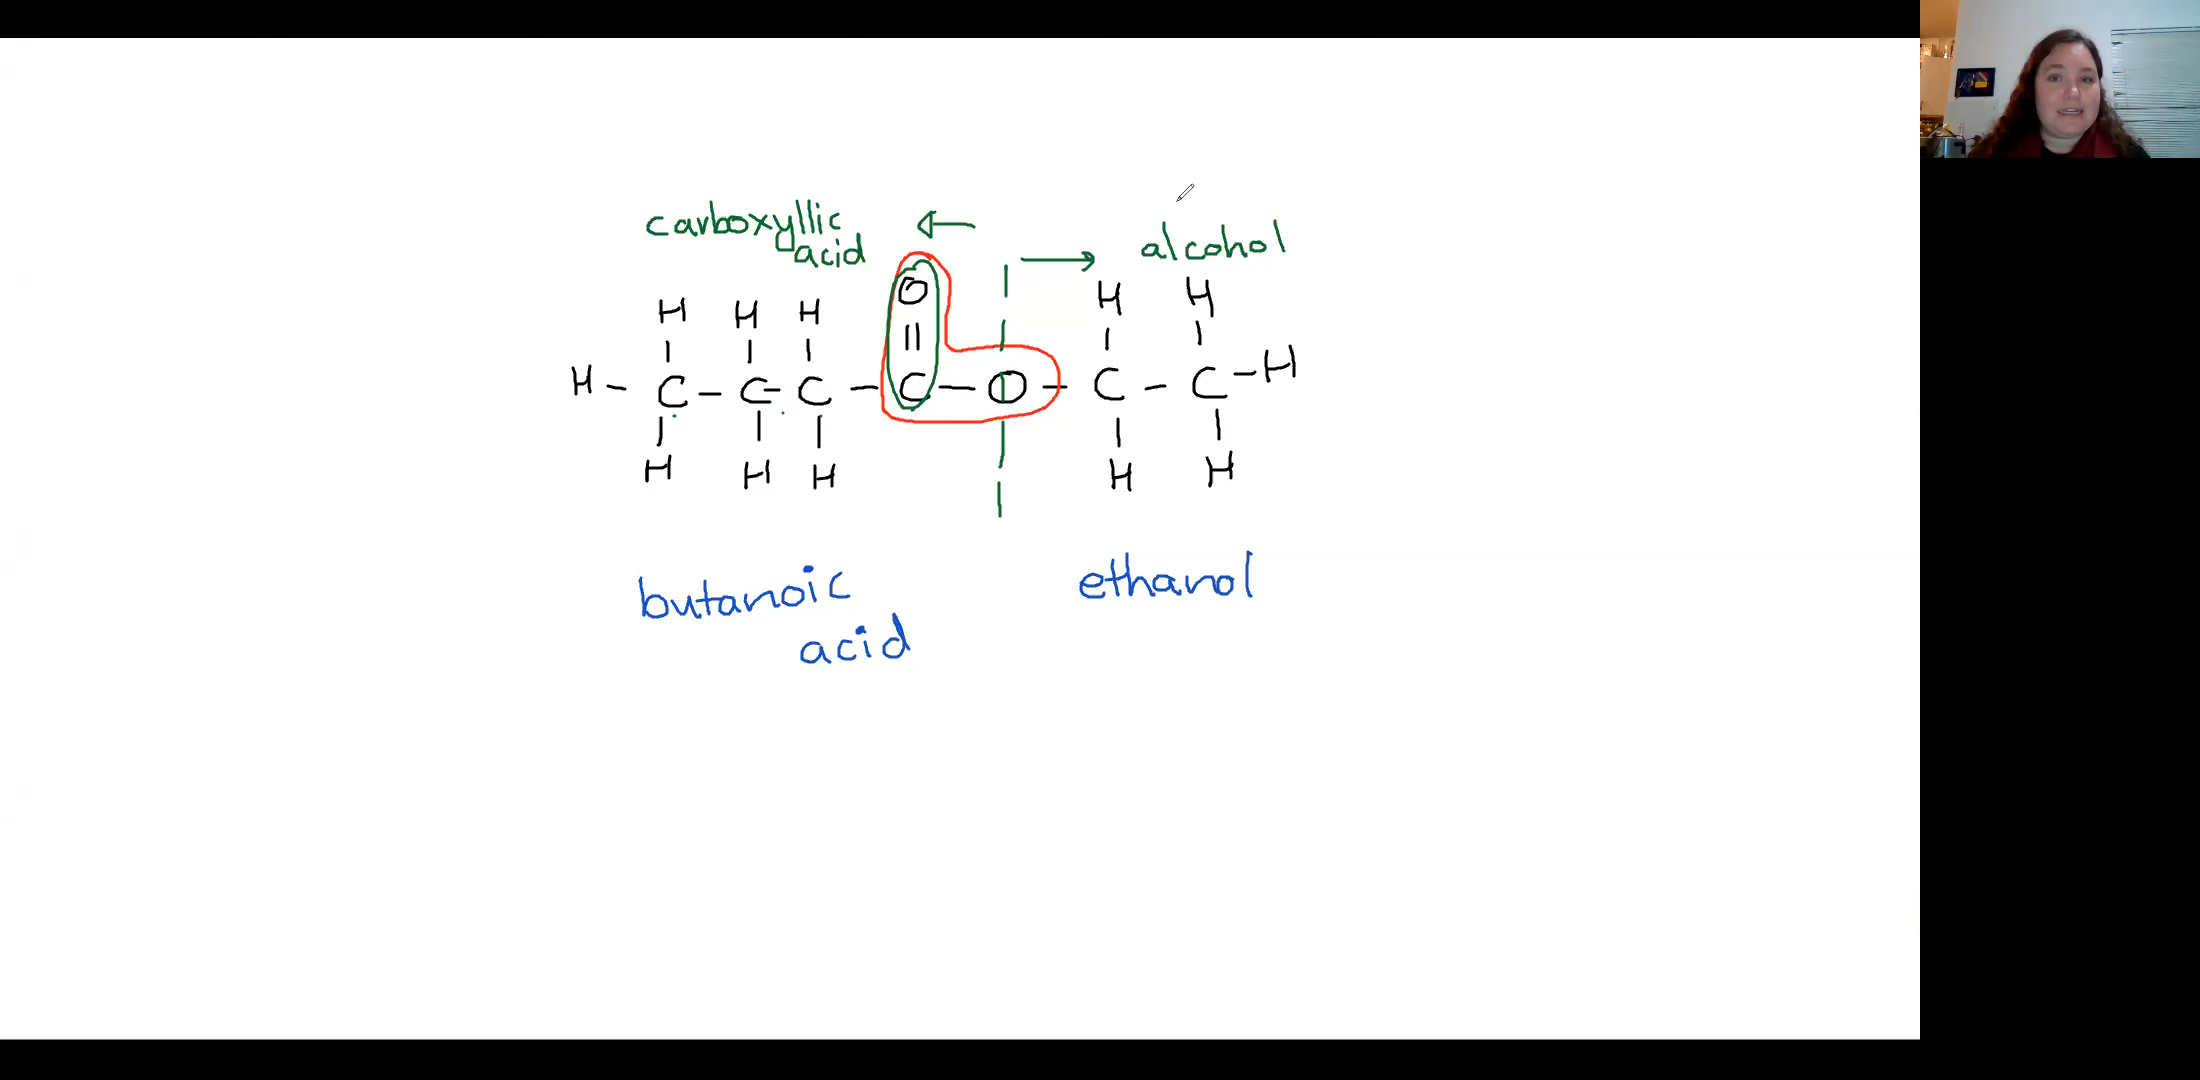 carboxyllic
acid
alcohol
O
H H H H H
||
H - C - C - C - C - O - C - C - H
H H H H H
butanoic
acid
ethanol